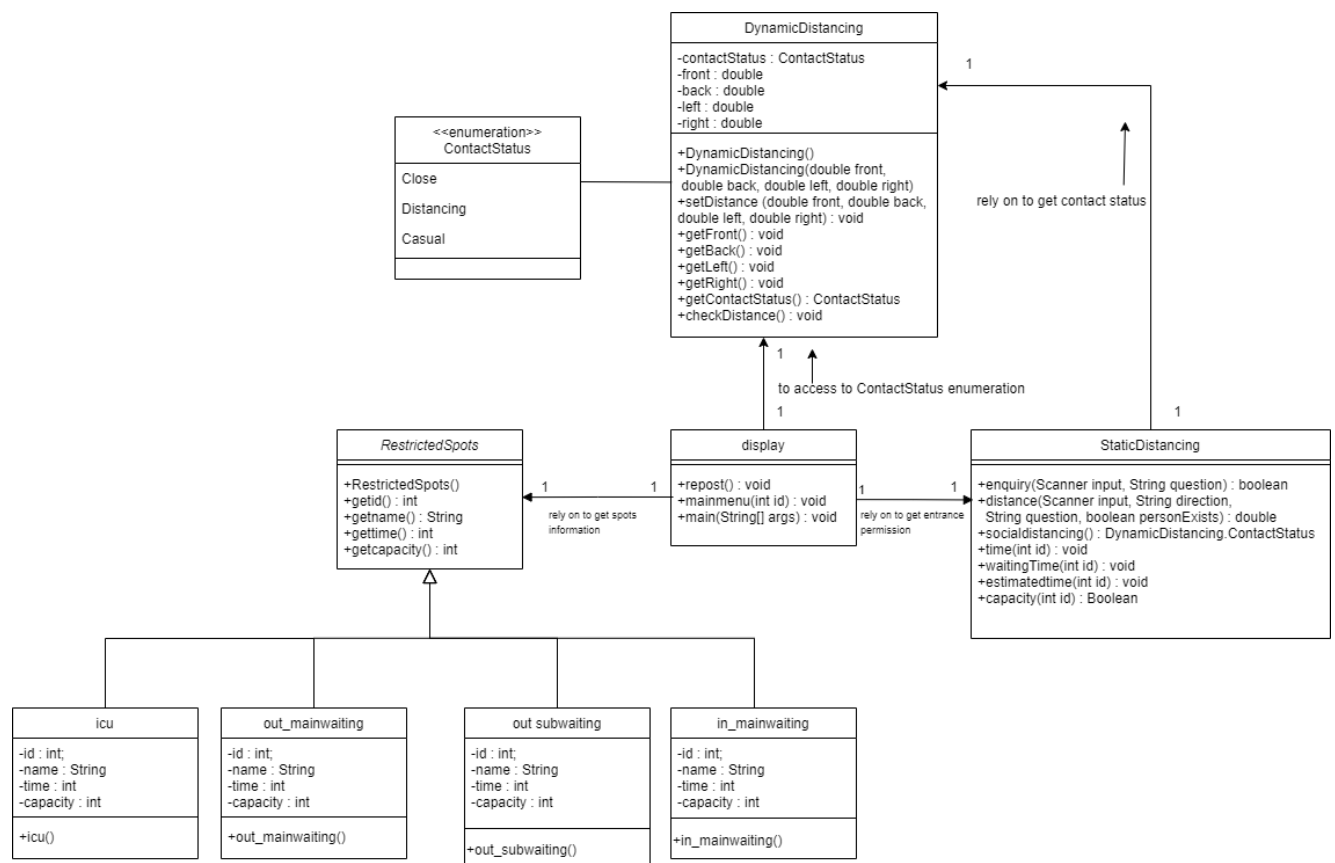 DynamicDistancing
-contactStatus : ContactStatus
-front : double
-back : double
-left : double
-right : double
+DynamicDistancing()
+DynamicDistancing(double front,
double back, double left, double right)
+setDistance (double front, double back,
double left, double right) : void
+getFront() : void
+getBack() : void
+getLeft() : void
+getRight() : void
+getContactStatus() : ContactStatus
+checkDistance() : void
1
<<enumeration>>
ContactStatus
Close
Distancing
Casual
rely on to get contact status
1
to access to ContactStatus enumeration
1
1
RestrictedSpots
+RestrictedSpots()
+getid() : int
+getname() : String
+gettime() : int
+getcapacity() : int
1
1
rely on to get spots
information
display
+repost() : void
+mainmenu(int id) : void
+main(String[] args) : void
1
1
rely on to get entrance
permission
StaticDistancing
+enquiry(Scanner input, String question) : boolean
+distance(Scanner input, String direction,
String question, boolean personExists) : double
+socialdistancing() : DynamicDistancing.ContactStatus
+time(int id) : void
+waitingTime(int id) : void
+estimatedtime(int id) : void
+capacity(int id) : Boolean
icu
-id : int;
-name : String
-time : int
-capacity : int
+icu()
out_mainwaiting
-id : int;
-name : String
-time : int
-capacity : int
+out_mainwaiting()
out subwaiting
-id : int;
-name : String
-time : int
-capacity : int
+out_subwaiting()
in_mainwaiting
-id : int;
-name : String
-time : int
-capacity : int
+in_mainwaiting()